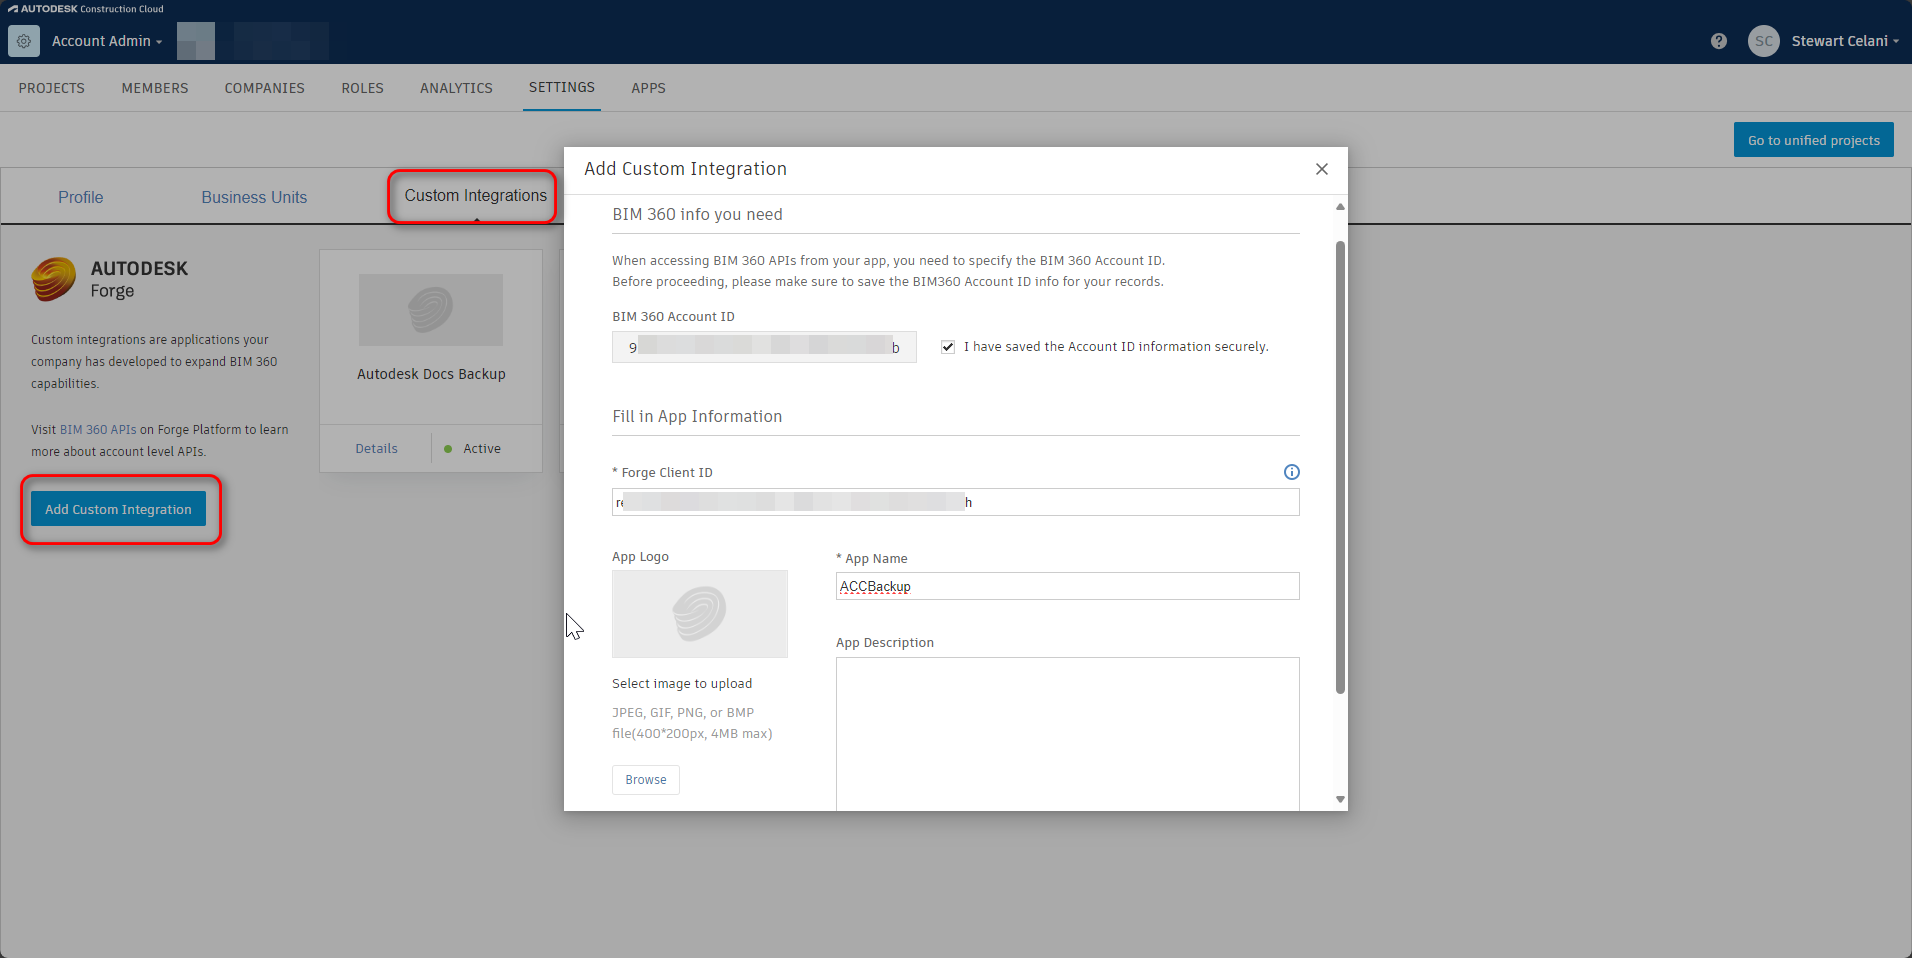 AUTODESK Construction Cloud
Account Admin
SC
Stewart Celani
PROJECTS
MEMBERS
COMPANIES
ROLES
ANALYTICS
SETTINGS
APPS
Go to unified projects
Profile
Business Units
Custom Integrations
AUTODESK
Forge
Custom integrations are applications your
company has developed to expand BIM 360
capabilities.
Visit BIM 360 APIs on Forge Platform to learn
more about account level APIs.
Add Custom Integration
Autodesk Docs Backup
Details
Active
Add Custom Integration
BIM 360 info you need
When accessing BIM 360 APIs from your app, you need to specify the BIM 360 Account ID.
Before proceeding, please make sure to save the BIM360 Account ID info for your records.
BIM 360 Account ID
9 b
I have saved the Account ID information securely.
Fill in App Information
* Forge Client ID
re h
App Logo
* App Name
ACCBackup
App Description
Select image to upload
JPEG, GIF, PNG, or BMP
file(400*200px, 4MB max)
Browse